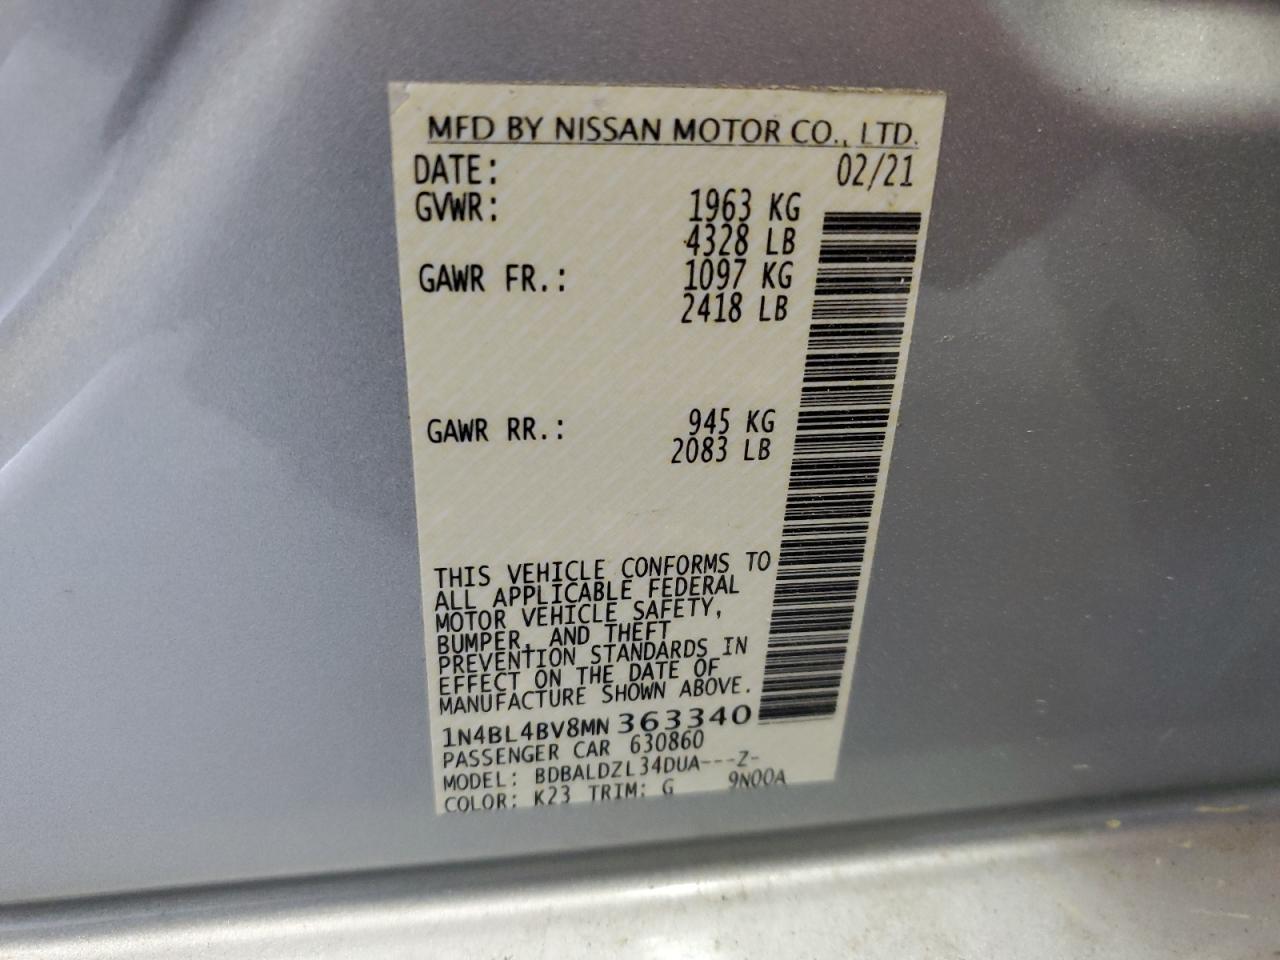 MFD BY NISSAN MOTOR CO., LTD.
DATE: 02/21
GVWR: 1963 KG
4328 LB
GAWR FR.: 1097 KG
2418 LB
GAWR RR.: 945 KG
2083 LB
THIS VEHICLE CONFORMS TO
ALL APPLICABLE FEDERAL
MOTOR VEHICLE SAFETY,
BUMPER, AND THEFT
PREVENTION STANDARDS IN
EFFECT ON THE DATE OF
MANUFACTURE SHOWN ABOVE.
1N4BL4BV8MN 363340
PASSENGER CAR 630860
MODEL: BDBALDZL34DUA---Z-
COLOR: K23 TRIM: G 9N00A